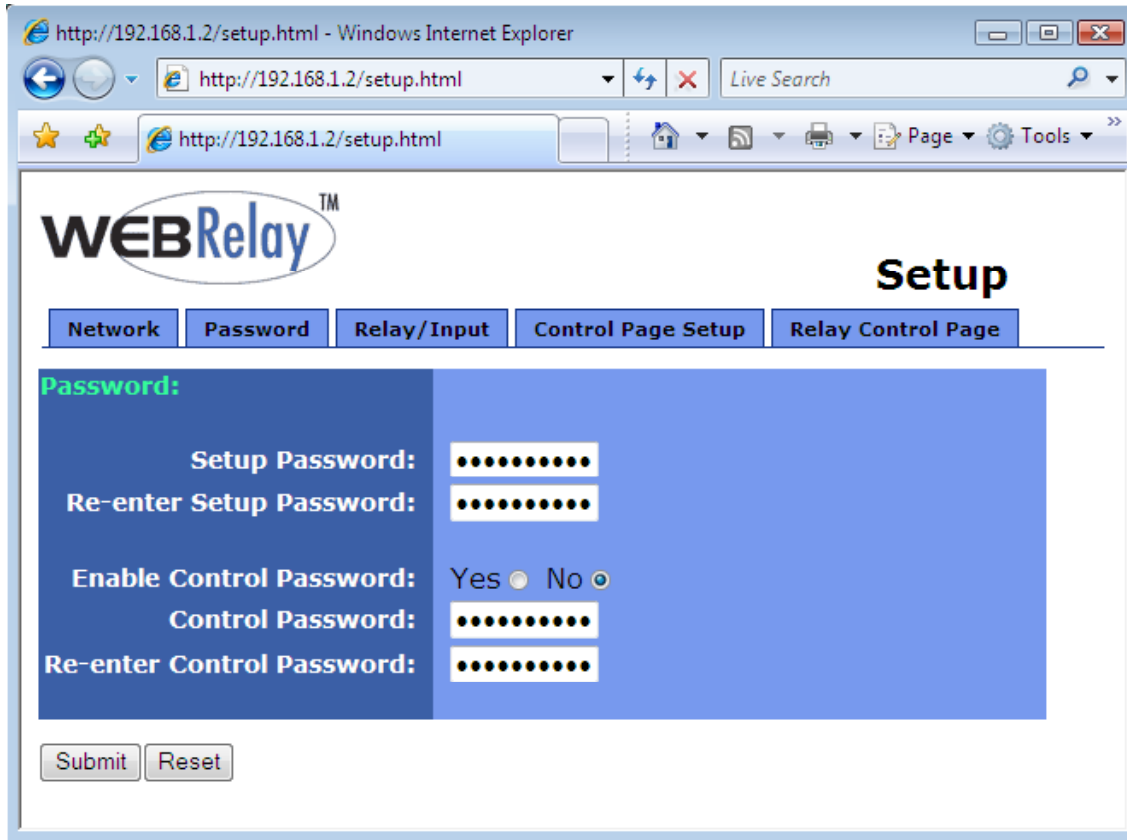 http://192.168.1.2/setup.html - Windows Internet Explorer
http://192.168.1.2/setup.html Live Search
http://192.168.1.2/setup.html Page Tools »
WEBRelay™
Setup
Network Password Relay/Input Control Page Setup Relay Control Page
Password:
Setup Password: ••••••••••
Re-enter Setup Password: ••••••••••
Enable Control Password: Yes No
Control Password: ••••••••••
Re-enter Control Password: ••••••••••
Submit Reset